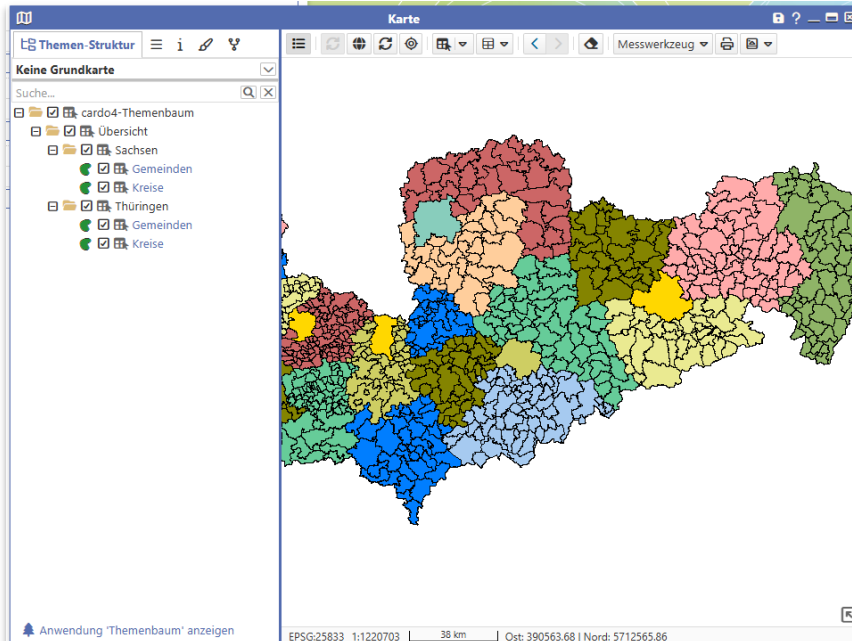 Karte
?
Themen-Struktur
i
Keine Grundkarte
Messwerkzeug
Suche...
cardo4-Themenbaum
Übersicht
Sachsen
Gemeinden
Kreise
Thüringen
Gemeinden
Kreise
Anwendung 'Themenbaum' anzeigen
EPSG:25833 1:1220703 38 km Ost: 390563.68 | Nord: 5712565.86